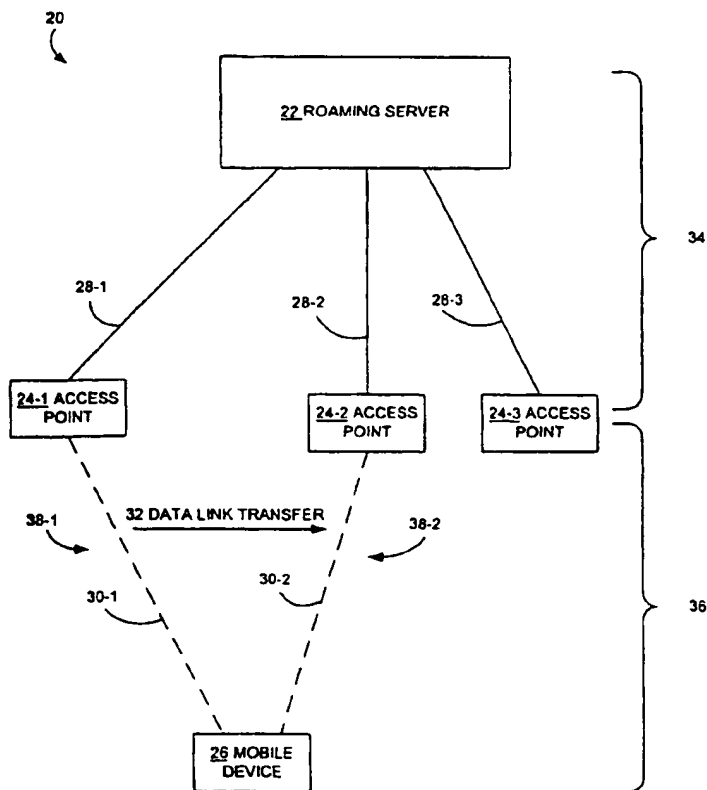 20
22 ROAMING SERVER
34
28-1
28-2
28-3
24-1 ACCESS
POINT
24-2 ACCESS
POINT
24-3 ACCESS
POINT
32 DATA LINK TRANSFER
38-1
38-2
30-1
30-2
36
26 MOBILE
DEVICE